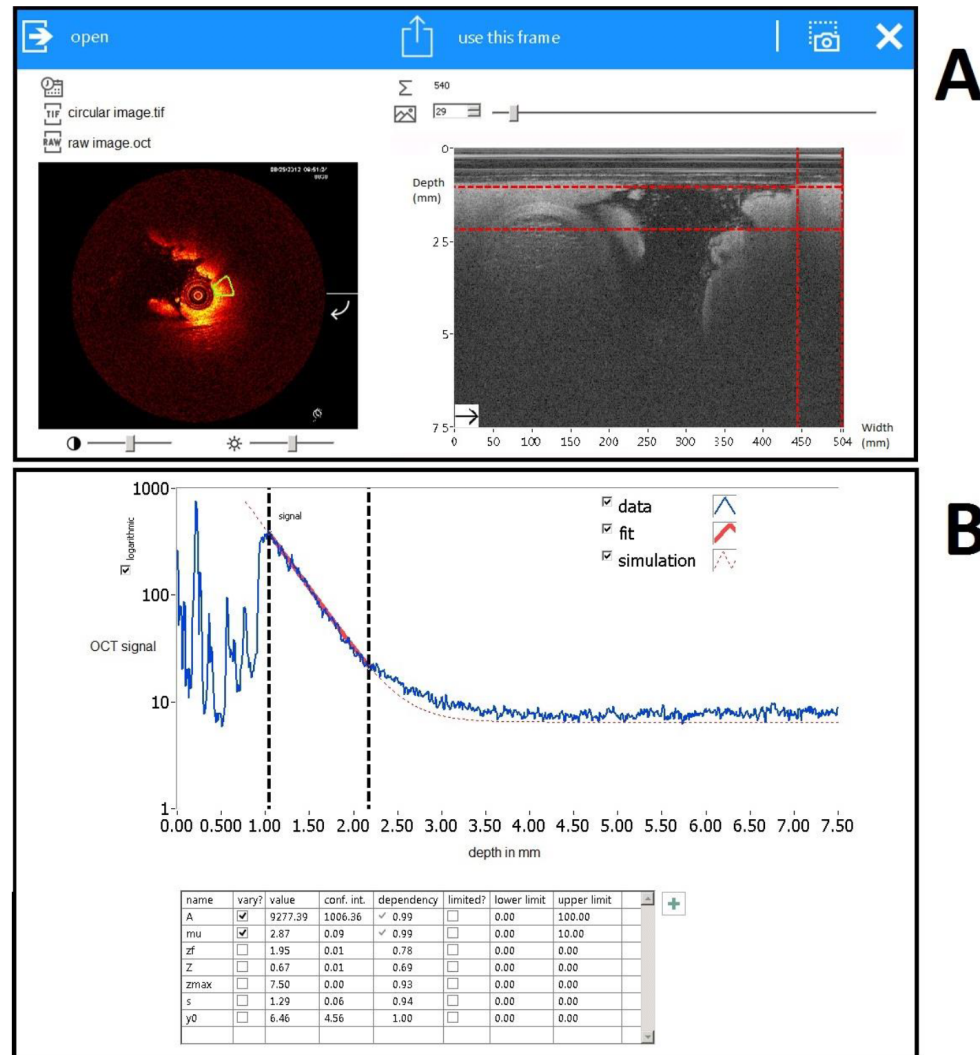 open
use this frame
A
540
TIF circular image.tif
29
RAW raw image.oct
0
Depth
(mm)
2 5
5
7 5
0 50 100 150 200 250 300 350 400 450 504
Width
(mm)
B
1000
100
10
1
logarithmic
signal
data
fit
simulation
OCT signal
0.00 0.500 1.00 1.50 2.00 2.50 3.00 3.50 4.00 4.50 5.00 5.50 6.00 6.50 7.00 7.50
depth in mm
name vary? value conf. int. dependency limited? lower limit upper limit
A 9277.39 1006.36 0.99 0.00 100.00
mu 2.87 0.09 0.99 0.00 10.00
zf 1.95 0.01 0.78 0.00 0.00
Z 0.67 0.01 0.69 0.00 0.00
zmax 7.50 0.00 0.93 0.00 0.00
s 1.29 0.06 0.94 0.00 0.00
y0 6.46 4.56 1.00 0.00 0.00